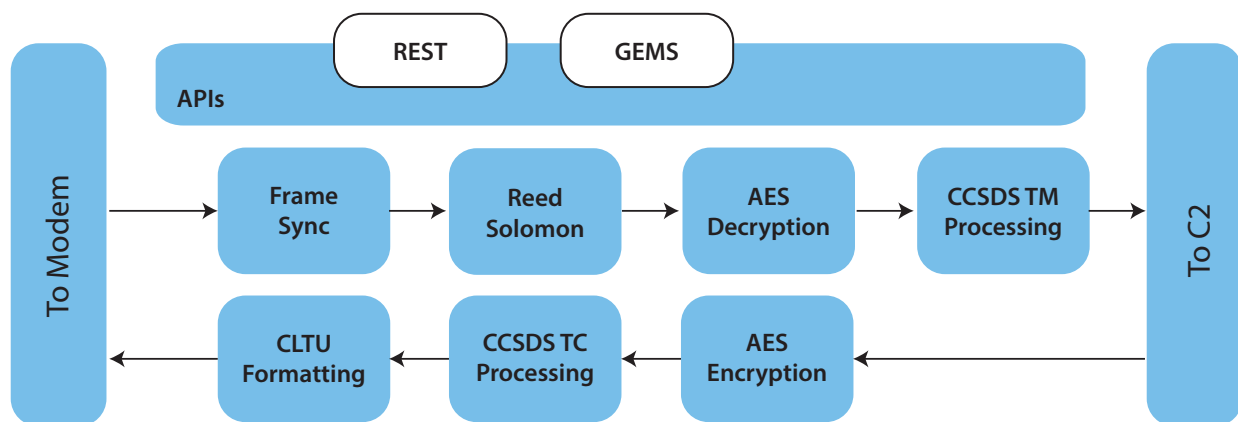 REST
GEMS
APIs
To Modem
Frame
Sync
Reed
Solomon
AES
Decryption
CCSDS TM
Processing
To C2
CLTU
Formatting
CCSDS TC
Processing
AES
Encryption